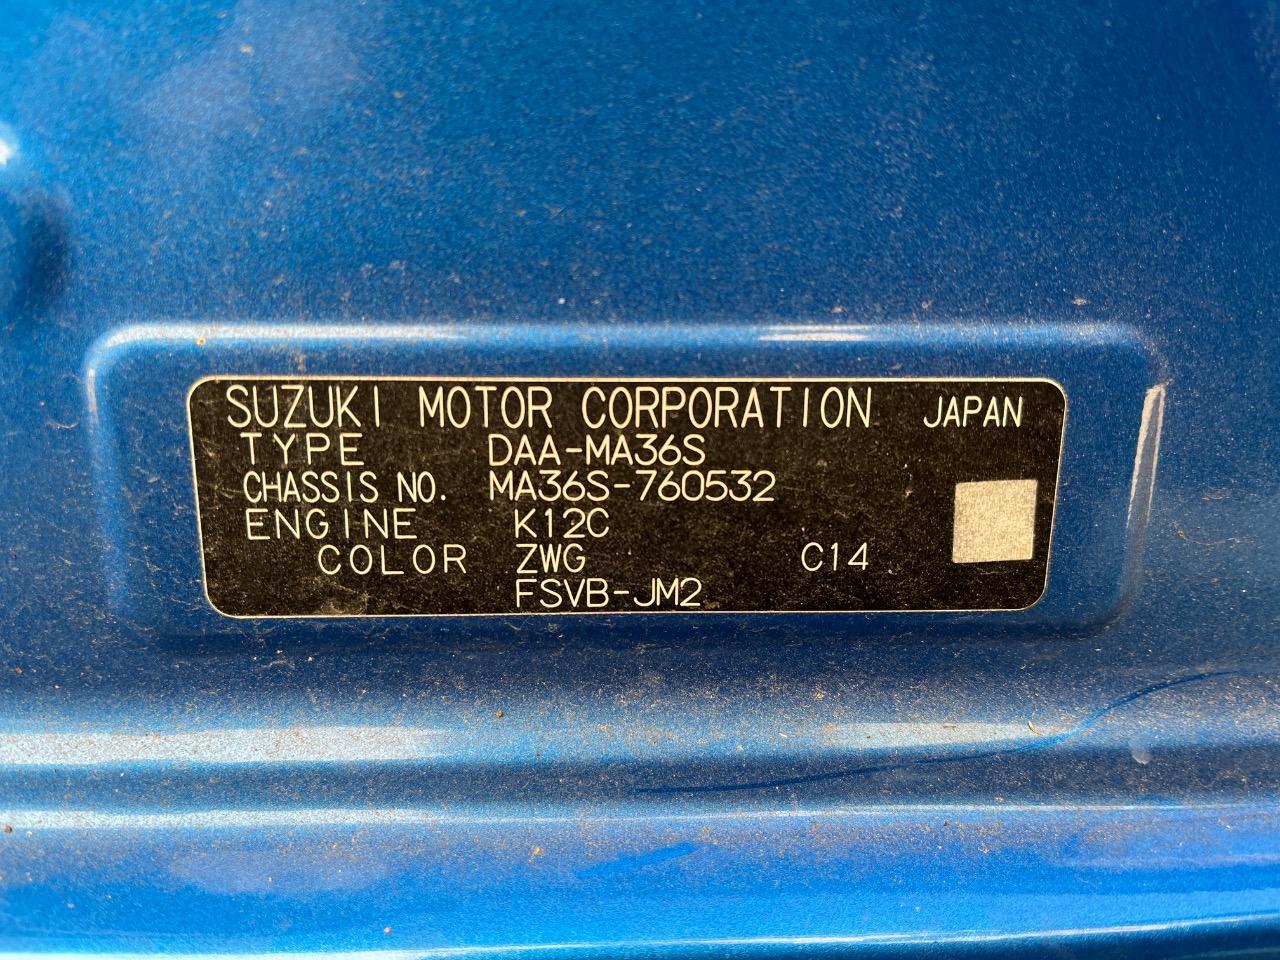 SUZUKI MOTOR CORPORATION JAPAN
TYPE DAA-MA36S
CHASSIS NO. MA36S-760532
ENGINE K12C
COLOR ZWG C14
FSVB-JM2